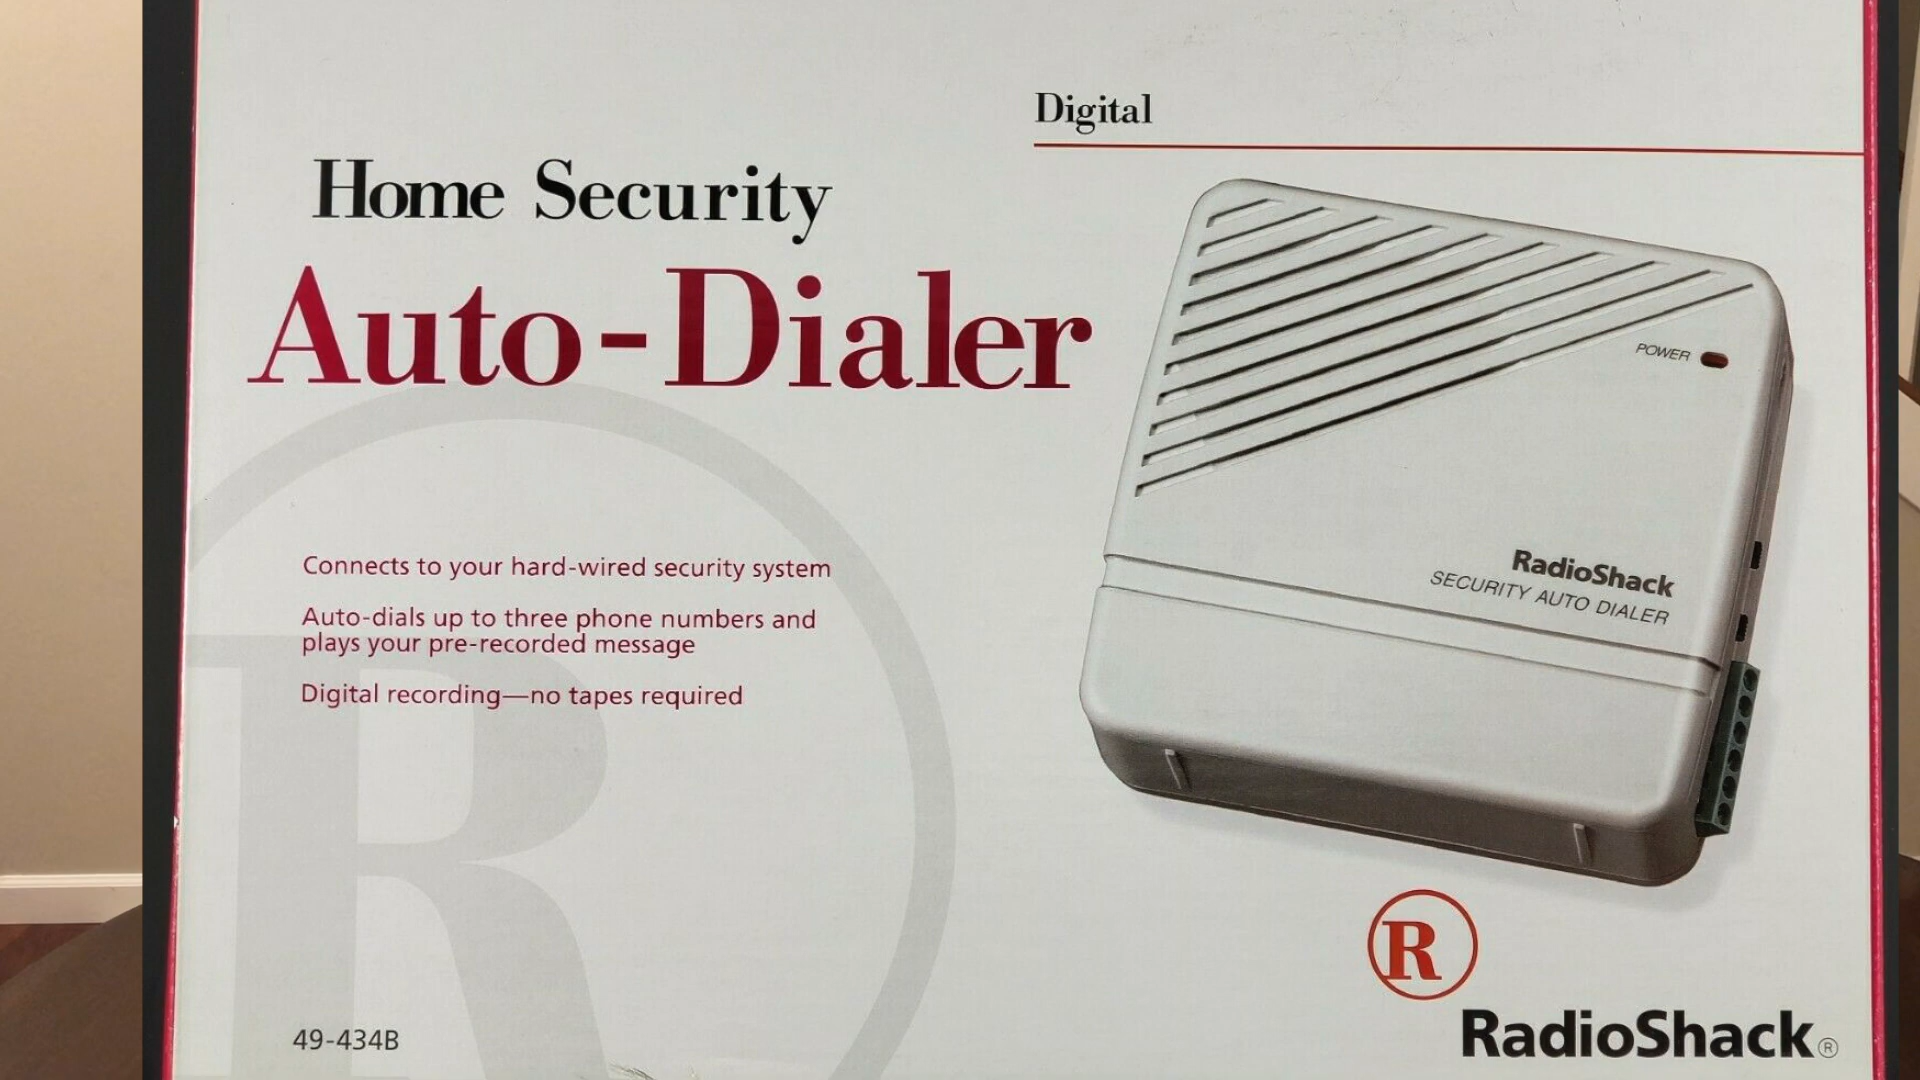 Digital
Home Security
Auto-Dialer
POWER
RadioShack
SECURITY AUTO DIALER
Connects to your hard-wired security system
Auto-dials up to three phone numbers and
plays your pre-recorded message
Digital recording—no tapes required
R
R
49-434B
RadioShack®